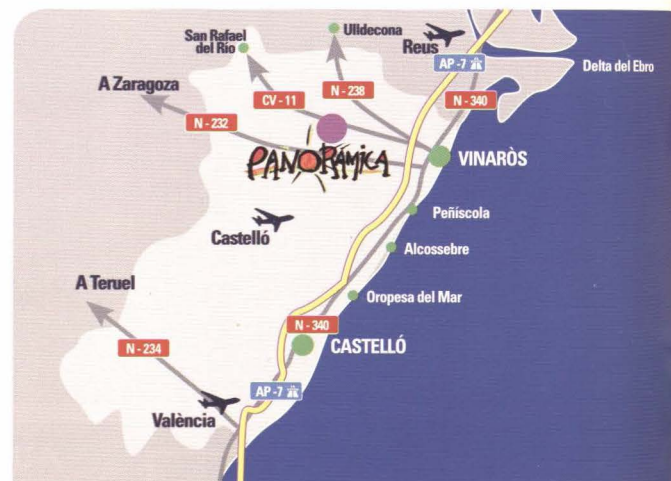 San Rafael
del Río
Ulldecona
Reus
AP-7
Delta del Ebro
A Zaragoza
CV - 11
N - 238
N - 340
N - 232
PANORÁMICA
VINARÒS
Peñíscola
Castelló
Alcossebre
A Teruel
Oropesa del Mar
N - 340
N - 234
CASTELLÓ
AP-7
València